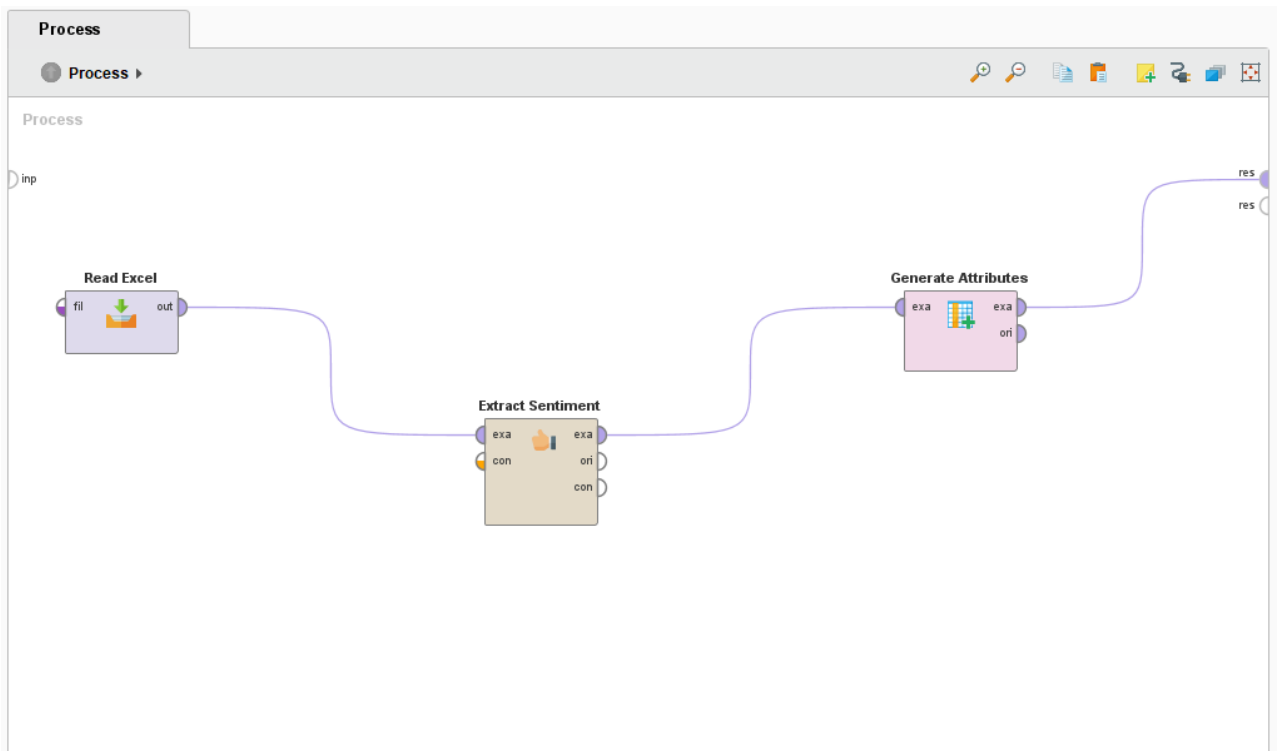 Process
Process
Process
inp
res
res
Read Excel
fil out
Generate Attributes
exa exa
ori
Extract Sentiment
exa exa
con ori
con